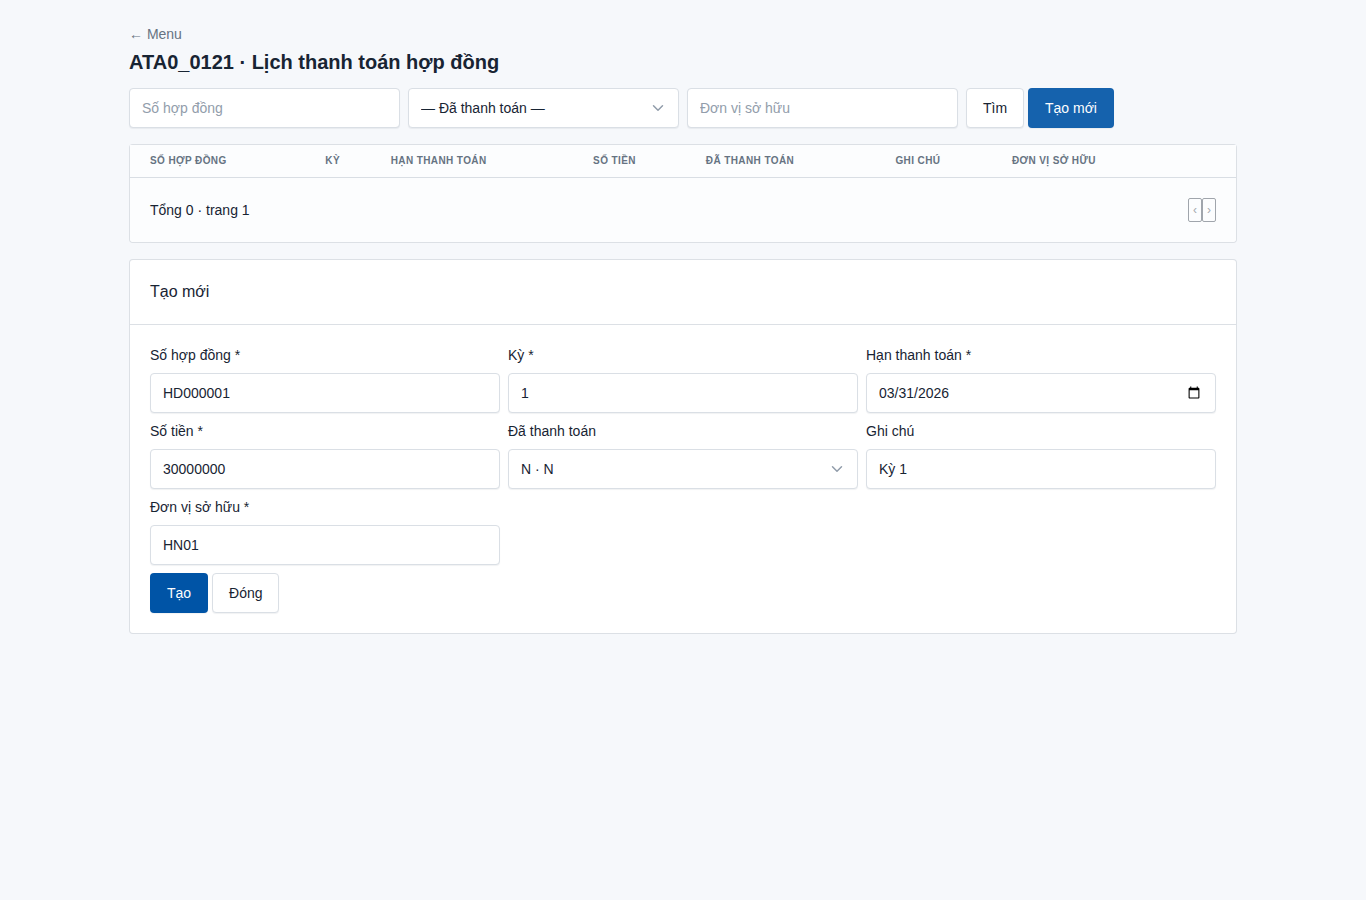 ← Menu
ATA0_0121 · Lịch thanh toán hợp đồng
Số hợp đồng
— Đã thanh toán —
Đơn vị sở hữu
Tìm
Tạo mới
SỐ HỢP ĐỒNG KỲ HẠN THANH TOÁN SỐ TIỀN ĐÃ THANH TOÁN GHI CHÚ ĐƠN VỊ SỞ HỮU
Tổng 0 · trang 1
‹ ›
Tạo mới
Số hợp đồng * Kỳ * Hạn thanh toán *
HD000001 1 03/31/2026
Số tiền * Đã thanh toán Ghi chú
30000000 N · N Kỳ 1
Đơn vị sở hữu *
HN01
Tạo Đóng